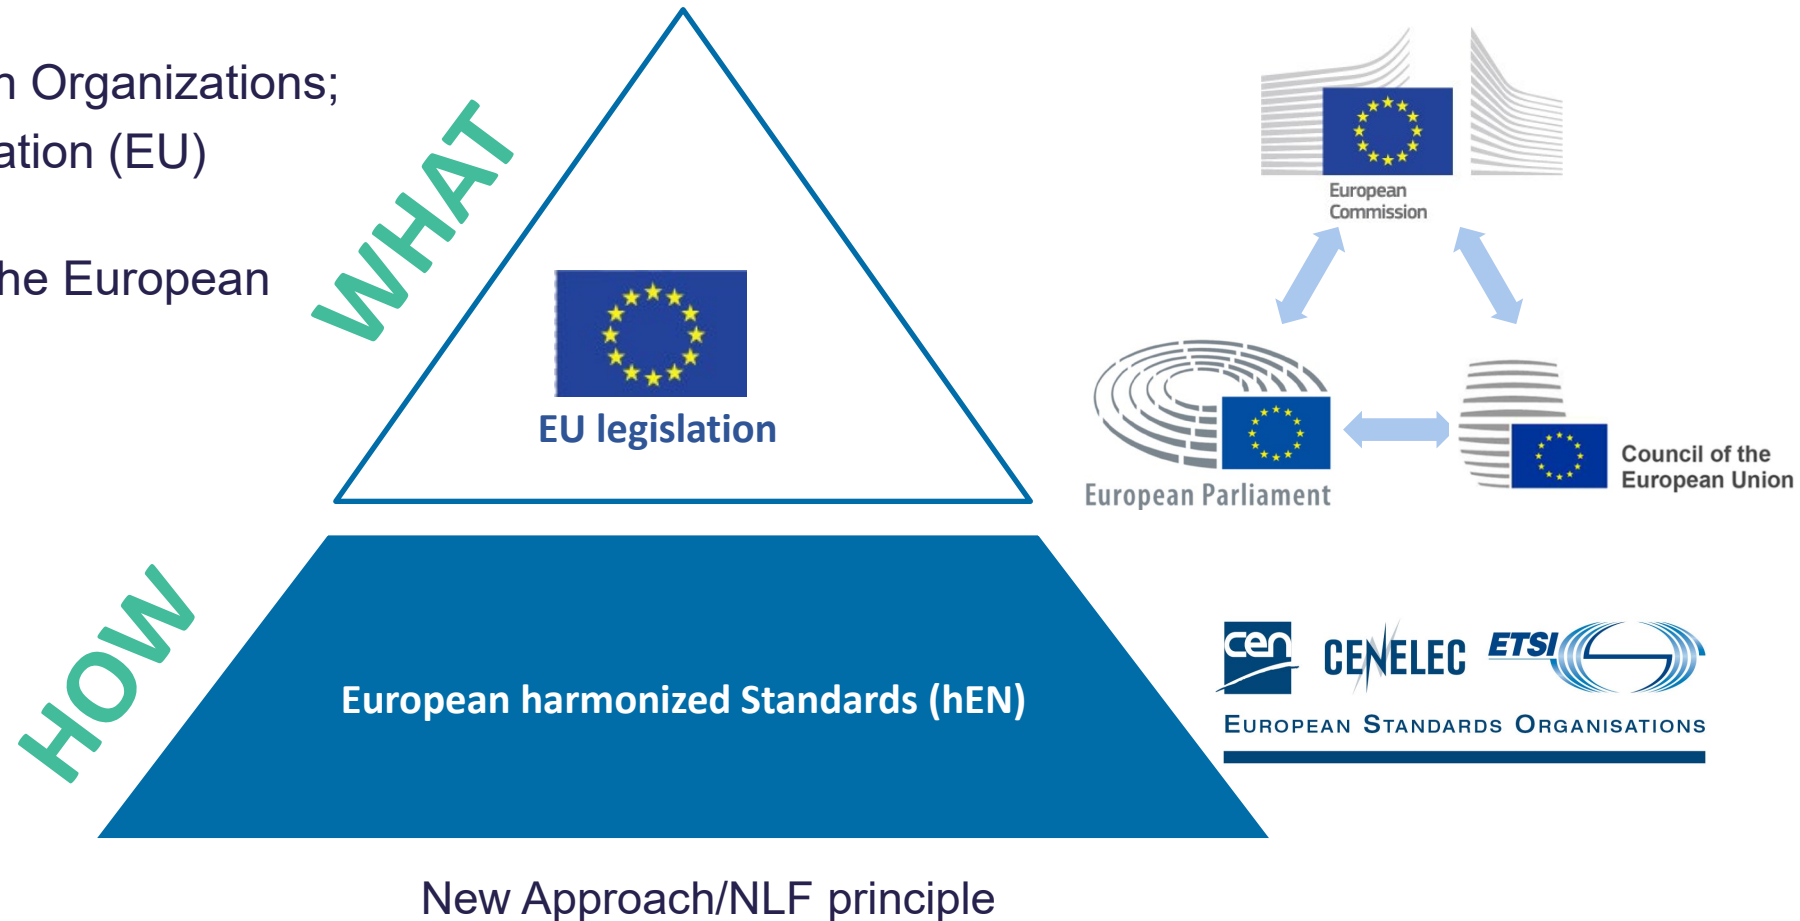 n Organizations;
ation (EU)
he European
WHAT
EU legislation
European
Commission
European Parliament
Council of the
European Union
HOW
European harmonized Standards (hEN)
cen
CENELEC
ETSI
EUROPEAN STANDARDS ORGANISATIONS
New Approach/NLF principle